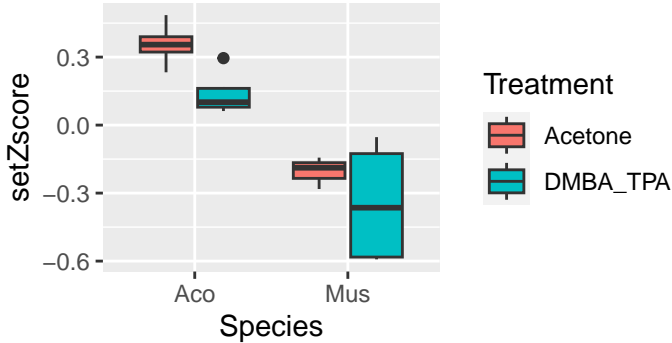 setZscore
0.3
0.0
−0.3
−0.6
Aco Mus
Species
Treatment
Acetone
DMBA_TPA